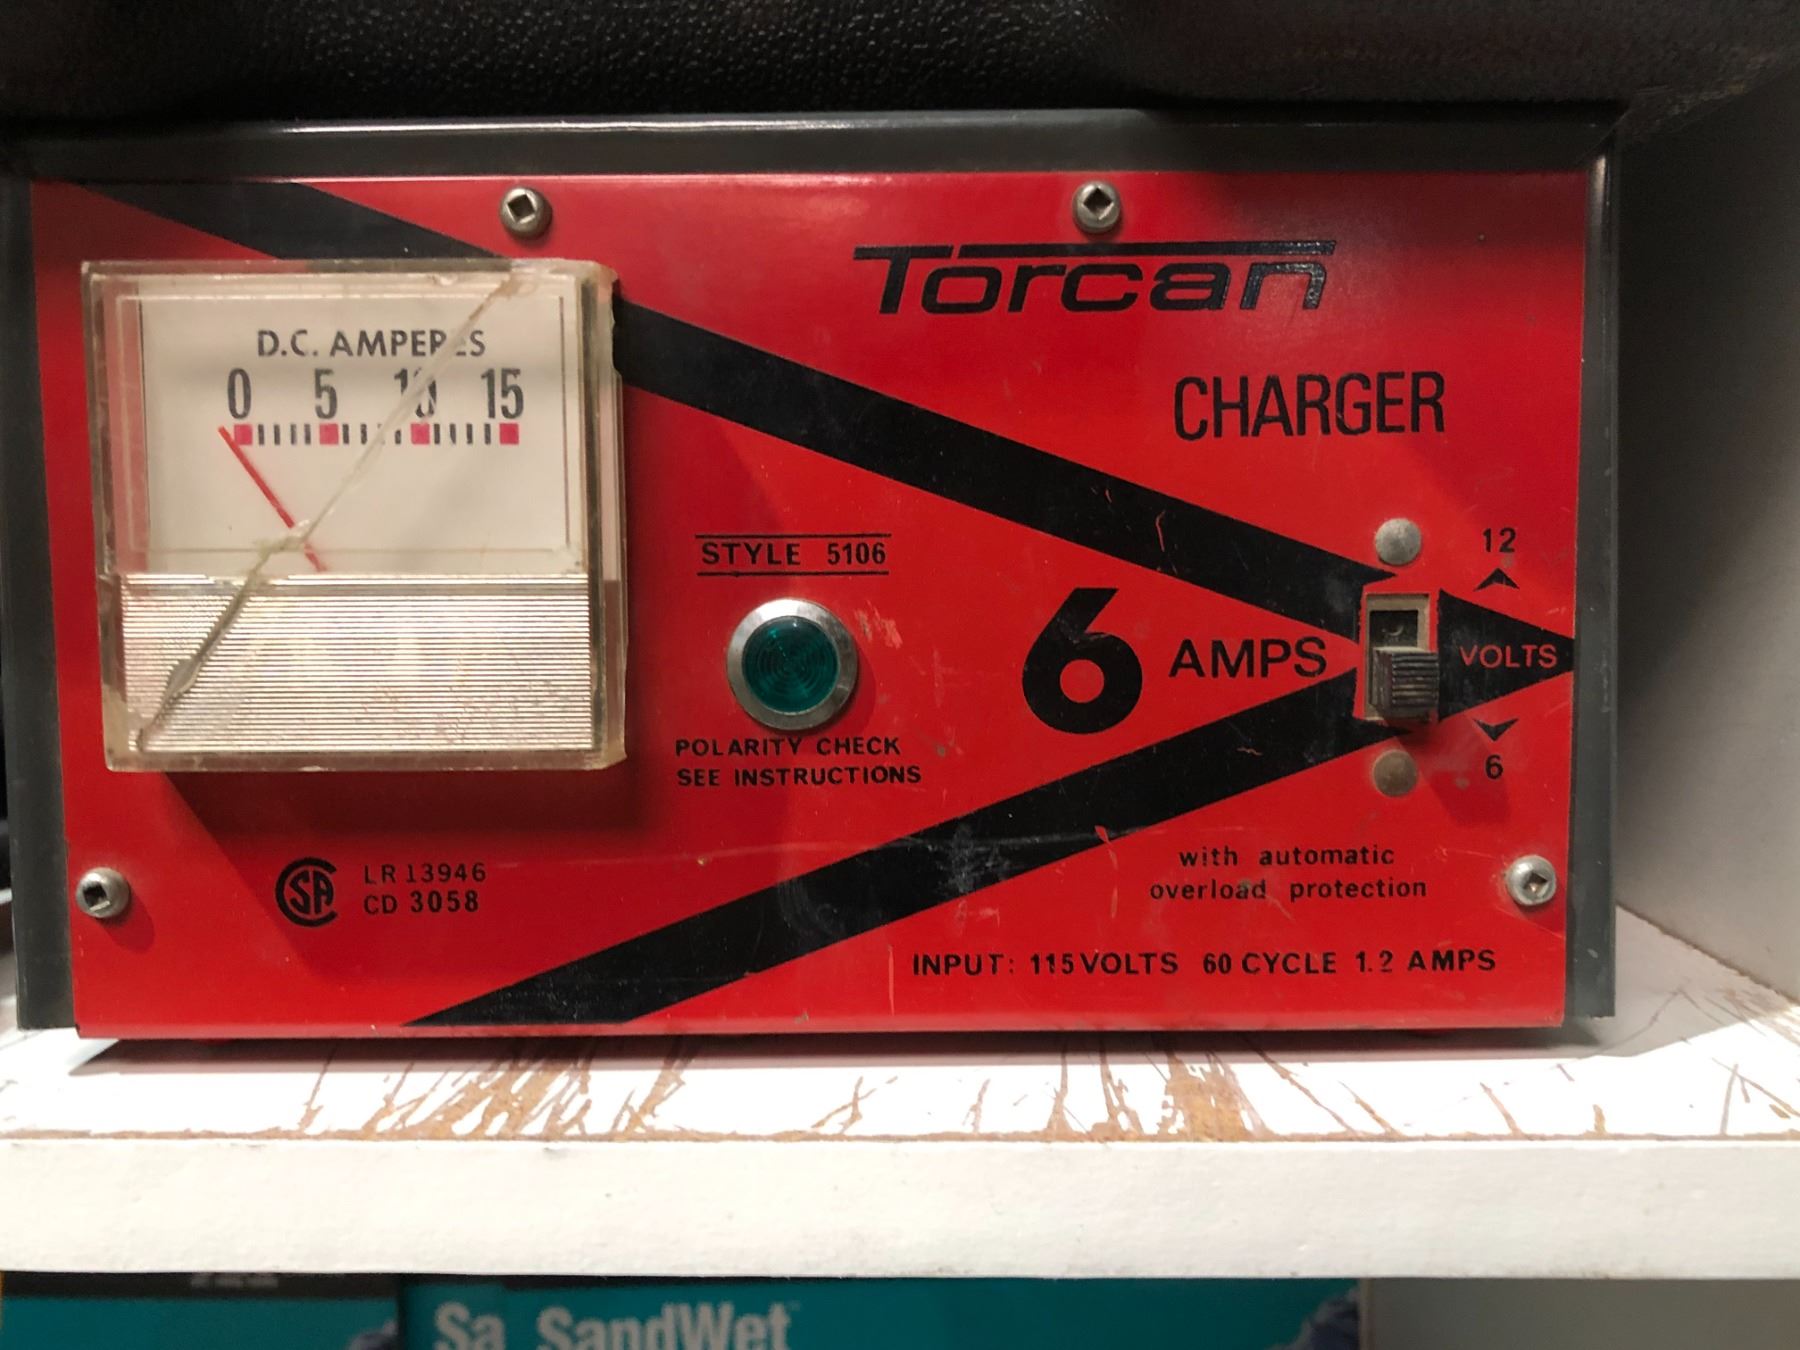 D.C. AMPERES
0 5 10 15
Torcan
CHARGER
STYLE 5106
POLARITY CHECK
SEE INSTRUCTIONS
6 AMPS
12
VOLTS
6
LR 13946
CD 3058
with automatic
overload protection
INPUT: 115 VOLTS 60 CYCLE 1.2 AMPS
Sa SandWet